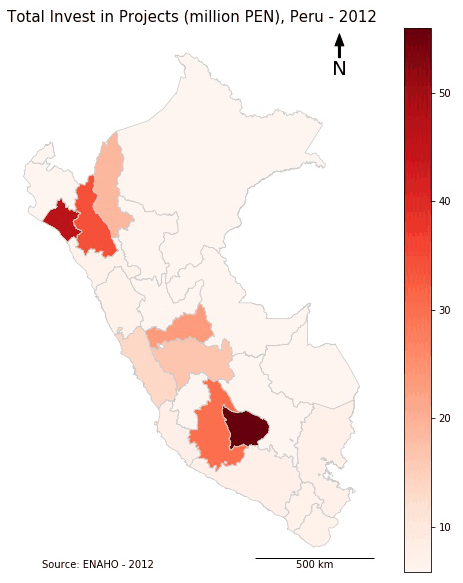 Total Invest in Projects (million PEN), Peru - 2012
N
50
40
30
20
10
Source: ENAHO - 2012
500 km